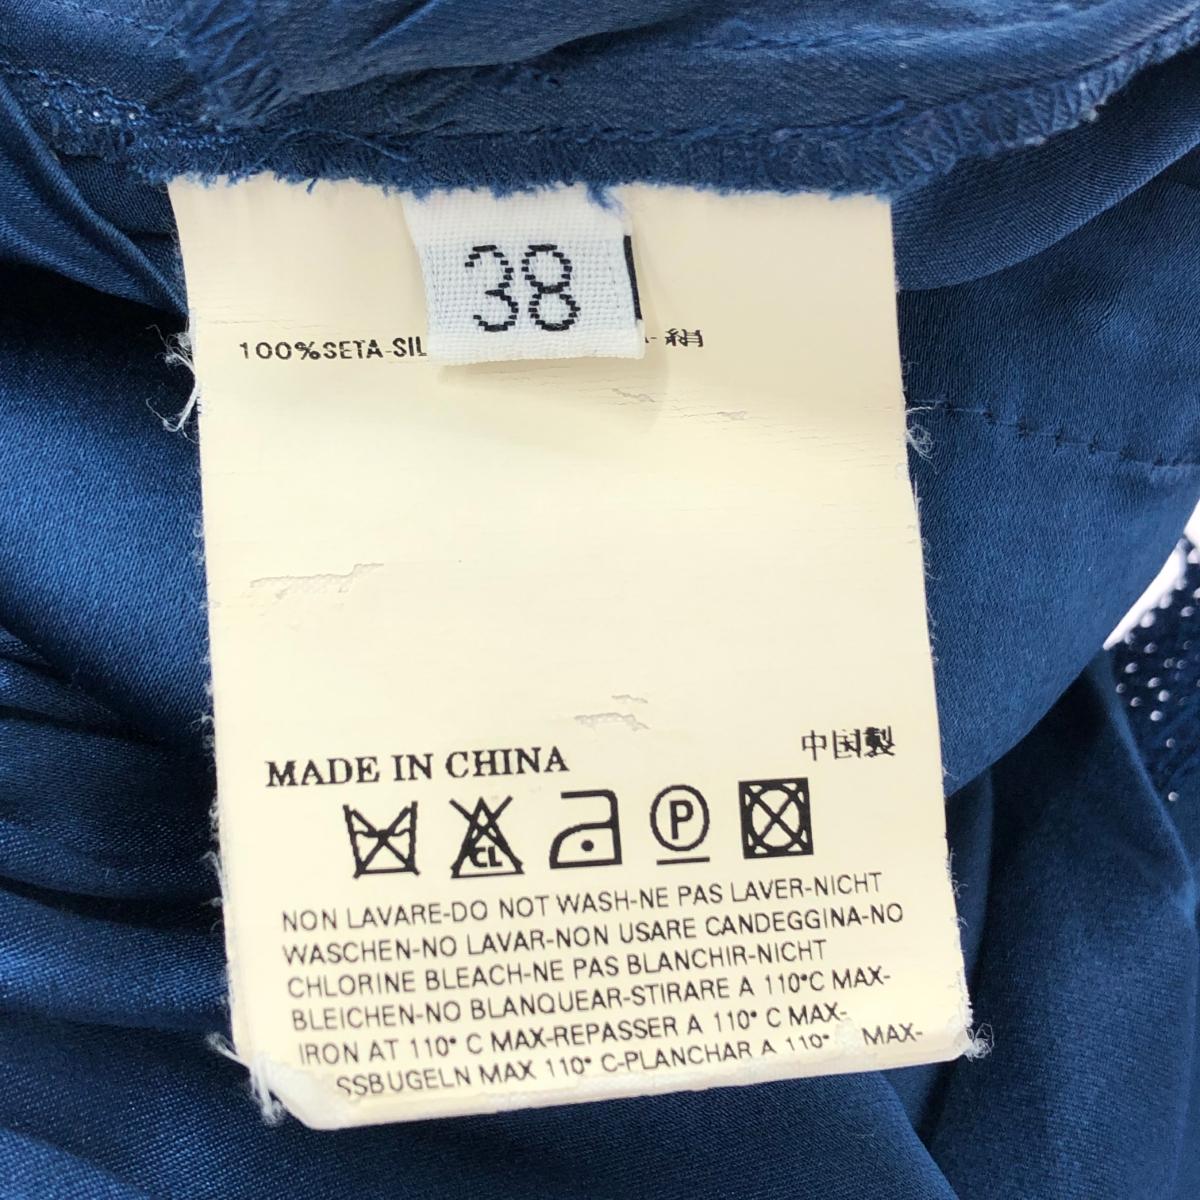 38
100%SETA-SIL - 絹
MADE IN CHINA 中国製
CL P
NON LAVARE-DO NOT WASH-NE PAS LAVER-NICHT
WASCHEN-NO LAVAR-NON USARE CANDEGGINA-NO
CHLORINE BLEACH-NE PAS BLANCHIR-NICHT
BLEICHEN-NO BLANQUEAR-STIRARE A 110°C MAX-
IRON AT 110° C MAX-REPASSER A 110° C MAX-
SSBUGELN MAX 110° C-PLANCHAR A 110° MAX-